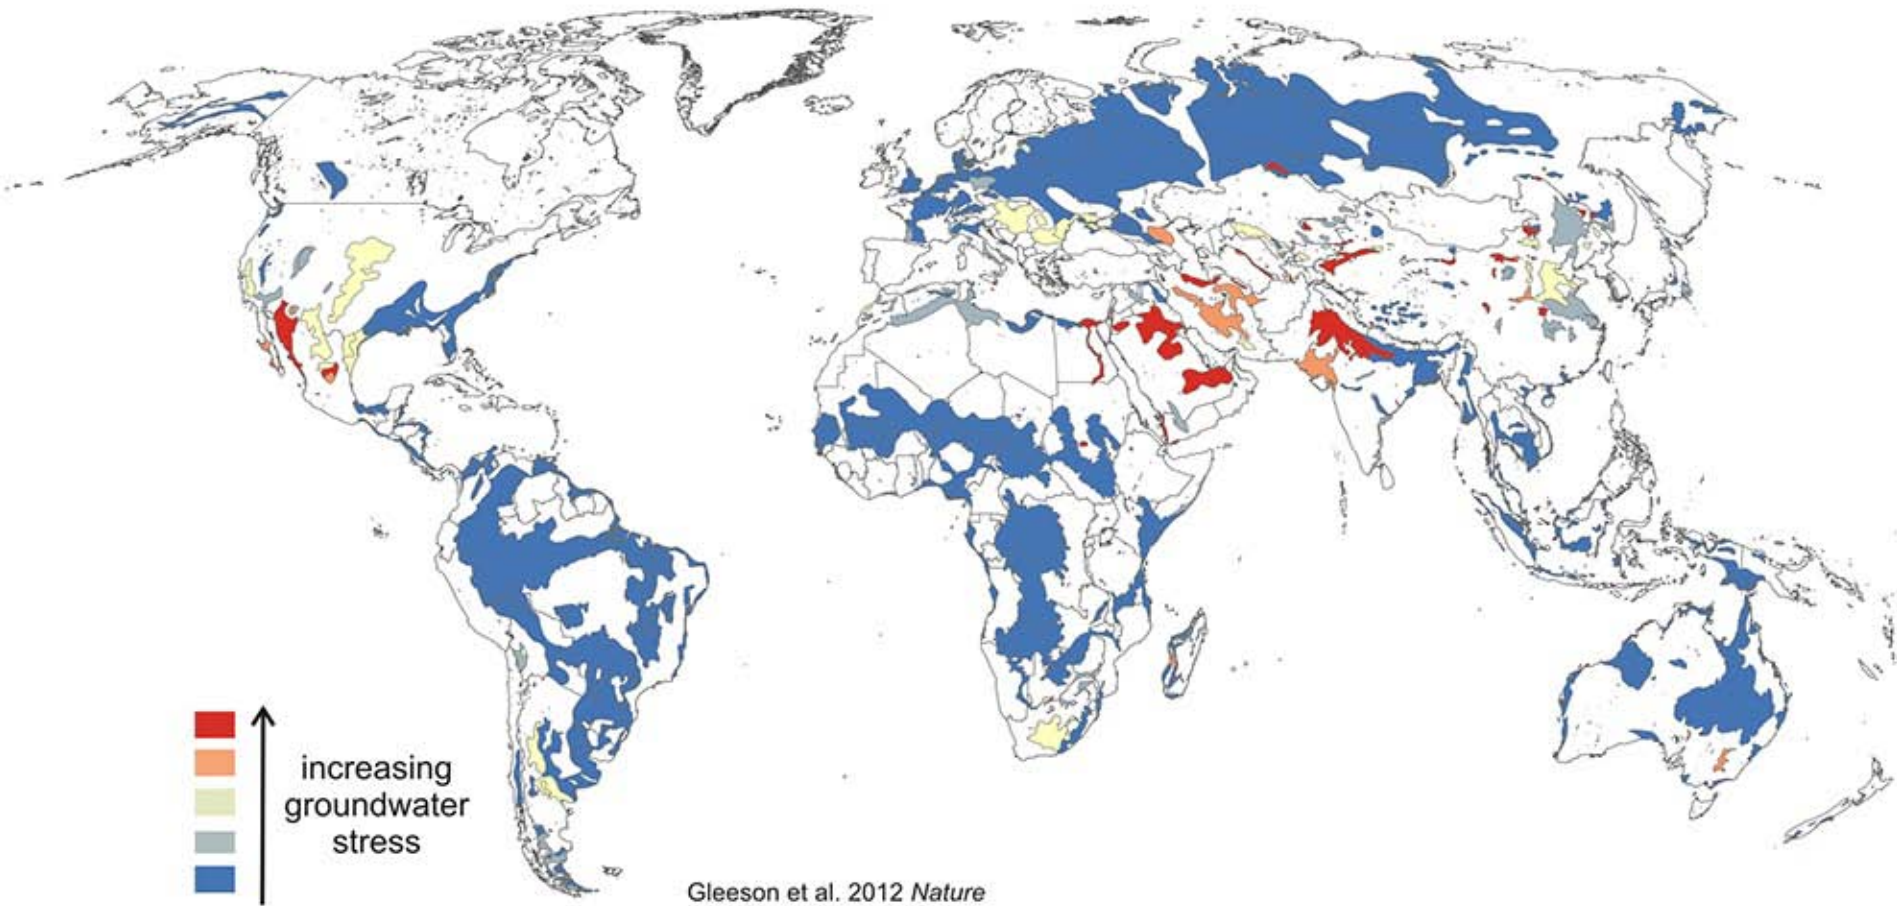 increasing
groundwater
stress
Gleeson et al. 2012 Nature